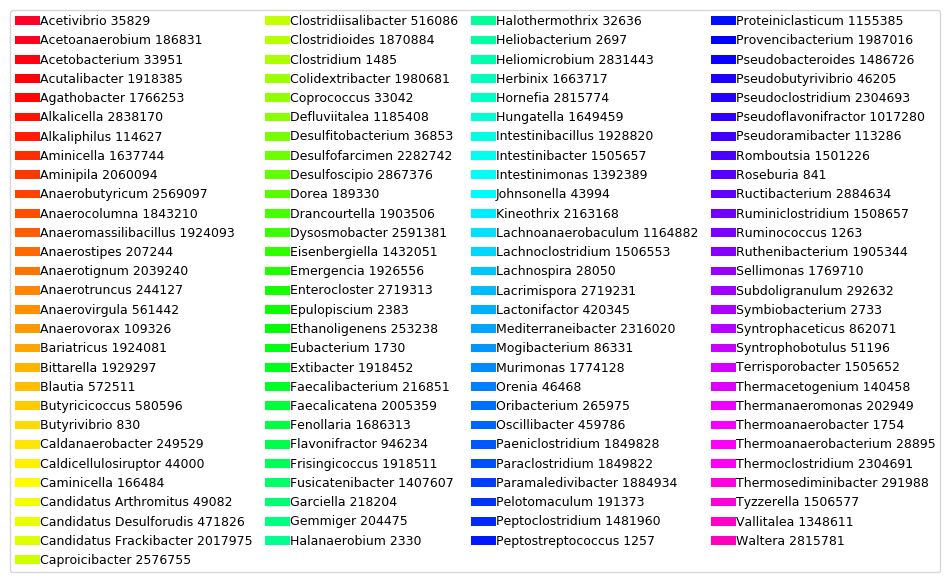 Acetivibrio 35829
Acetoanaerobium 186831
Acetobacterium 33951
Acutalibacter 1918385
Agathobacter 1766253
Alkalicella 2838170
Alkaliphilus 114627
Aminicella 1637744
Aminipila 2060094
Anaerobutyricum 2569097
Anaerocolumna 1843210
Anaeromassilibacillus 1924093
Anaerostipes 207244
Anaerotignum 2039240
Anaerotruncus 244127
Anaerovirgula 561442
Anaerovorax 109326
Bariatricus 1924081
Bittarella 1929297
Blautia 572511
Butyricicoccus 580596
Butyrivibrio 830
Caldanaerobacter 249529
Caldicellulosiruptor 44000
Caminicella 166484
Candidatus Arthromitus 49082
Candidatus Desulforudis 471826
Candidatus Frackibacter 2017975
Caproicibacter 2576755
Clostridiisalibacter 516086
Clostridioides 1870884
Clostridium 1485
Colidextribacter 1980681
Coprococcus 33042
Defluviitalea 1185408
Desulfitobacterium 36853
Desulfofarcimen 2282742
Desulfoscipio 2867376
Dorea 189330
Drancourtella 1903506
Dysosmobacter 2591381
Eisenbergiella 1432051
Emergencia 1926556
Enterocloster 2719313
Epulopiscium 2383
Ethanoligenens 253238
Eubacterium 1730
Extibacter 1918452
Faecalibacterium 216851
Faecalicatena 2005359
Fenollaria 1686313
Flavonifractor 946234
Frisingicoccus 1918511
Fusicatenibacter 1407607
Garciella 218204
Gemmiger 204475
Halanaerobium 2330
Halothermothrix 32636
Heliobacterium 2697
Heliomicrobium 2831443
Herbinix 1663717
Hornefia 2815774
Hungatella 1649459
Intestinibacillus 1928820
Intestinibacter 1505657
Intestinimonas 1392389
Johnsonella 43994
Kineothrix 2163168
Lachnoanaerobaculum 1164882
Lachnoclostridium 1506553
Lachnospira 28050
Lacrimispora 2719231
Lactonifactor 420345
Mediterraneibacter 2316020
Mogibacterium 86331
Murimonas 1774128
Orenia 46468
Oribacterium 265975
Oscillibacter 459786
Paeniclostridium 1849828
Paraclostridium 1849822
Paramaledivibacter 1884934
Pelotomaculum 191373
Peptoclostridium 1481960
Peptostreptococcus 1257
Proteiniclasticum 1155385
Provencibacterium 1987016
Pseudobacteroides 1486726
Pseudobutyrivibrio 46205
Pseudoclostridium 2304693
Pseudoflavonifractor 1017280
Pseudoramibacter 113286
Romboutsia 1501226
Roseburia 841
Ructibacterium 2884634
Ruminiclostridium 1508657
Ruminococcus 1263
Ruthenibacterium 1905344
Sellimonas 1769710
Subdoligranulum 292632
Symbiobacterium 2733
Syntrophaceticus 862071
Syntrophobotulus 51196
Terrisporobacter 1505652
Thermacetogenium 140458
Thermanaeromonas 202949
Thermoanaerobacter 1754
Thermoanaerobacterium 28895
Thermoclostridium 2304691
Thermosediminibacter 291988
Tyzzerella 1506577
Vallitalea 1348611
Waltera 2815781